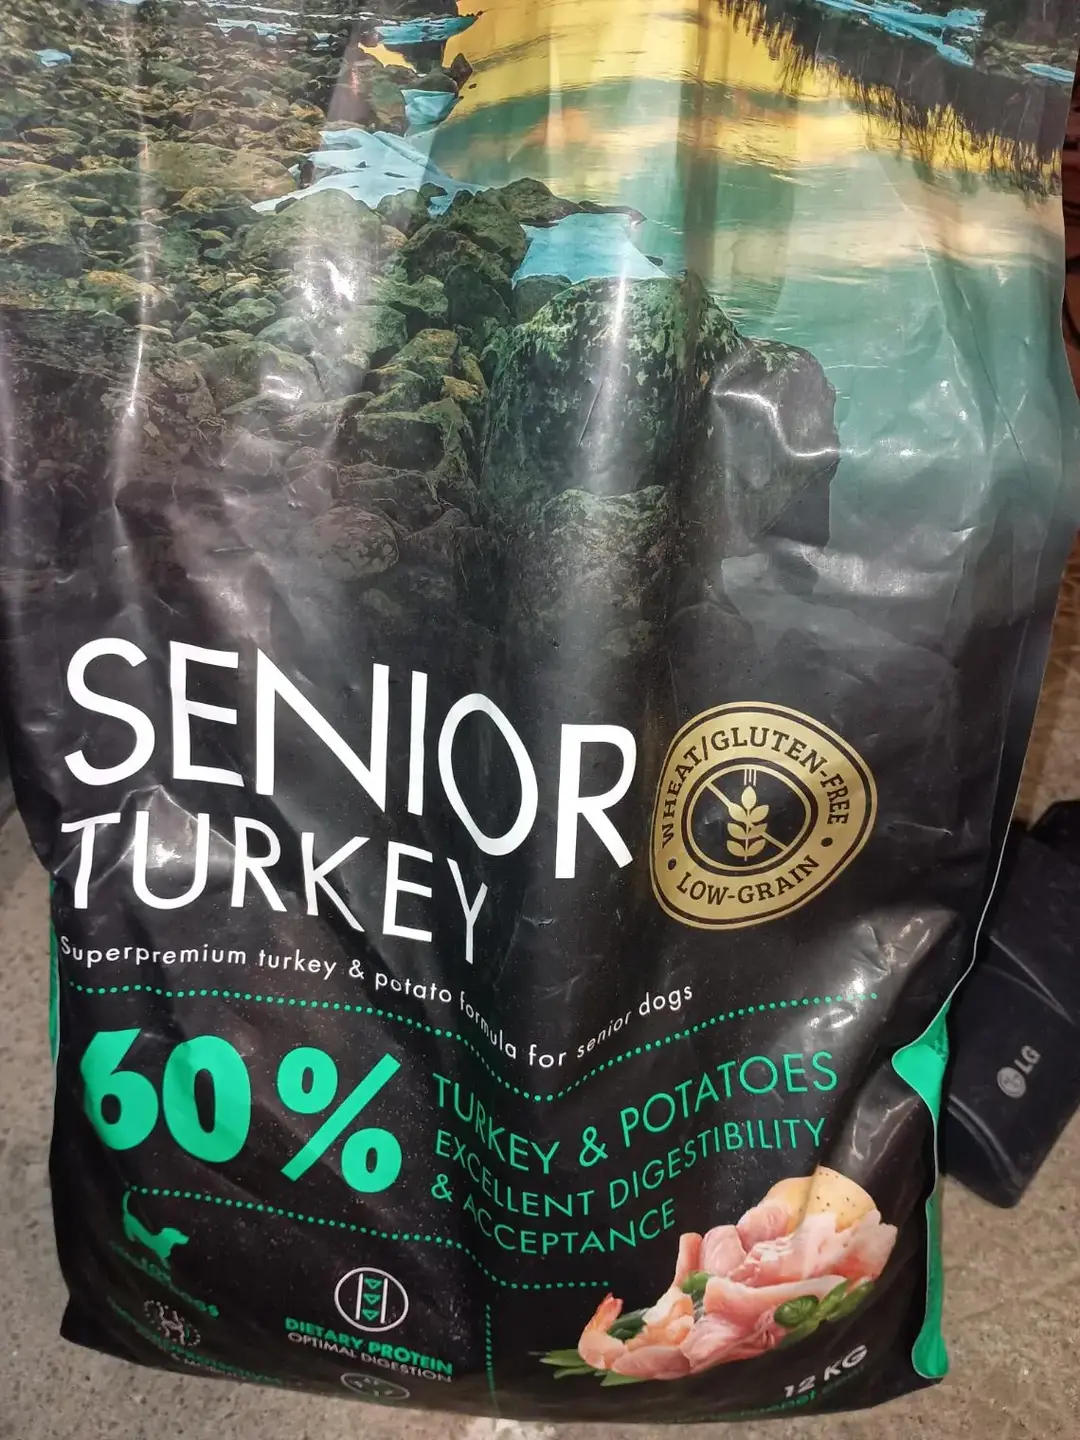 SENIOR
TURKEY
WHEAT/GLUTEN-FREE
• LOW-GRAIN •
Superpremium turkey & potato formula for senior dogs
60%
TURKEY & POTATOES
EXCELLENT DIGESTIBILITY
& ACCEPTANCE
DIETARY PROTEIN
OPTIMAL DIGESTION
12 KG
LG